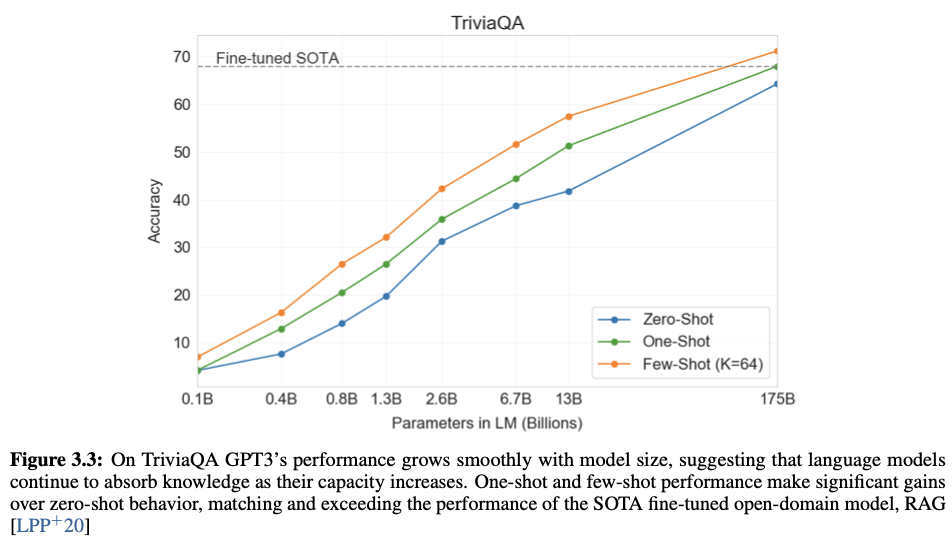 TriviaQA
70
60
50
40
30
20
10
Accuracy
Fine-tuned SOTA
Zero-Shot
One-Shot
Few-Shot (K=64)
0.1B 0.4B 0.8B 1.3B 2.6B 6.7B 13B 175B
Parameters in LM (Billions)
Figure 3.3: On TriviaQA GPT3's performance grows smoothly with model size, suggesting that language models
continue to absorb knowledge as their capacity increases. One-shot and few-shot performance make significant gains
over zero-shot behavior, matching and exceeding the performance of the SOTA fine-tuned open-domain model, RAG
[LPP+20]